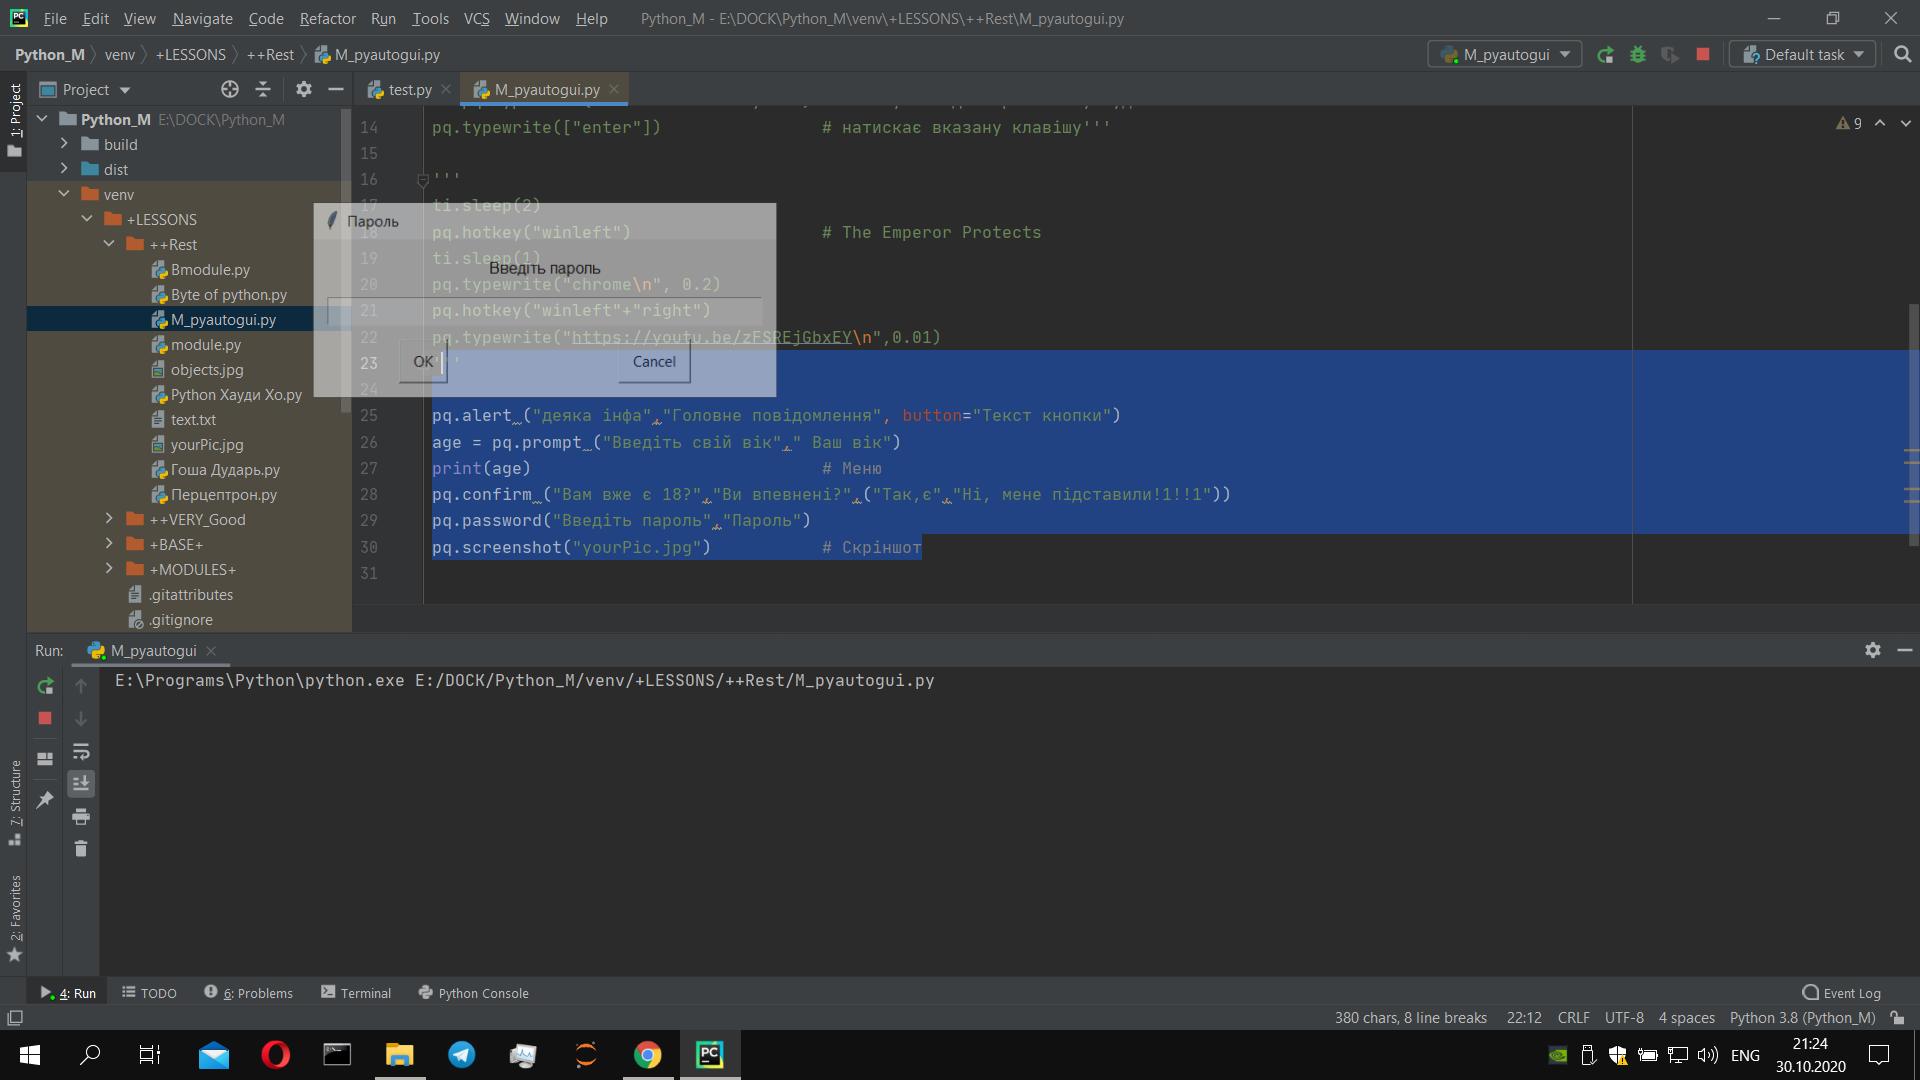 File Edit View Navigate Code Refactor Run Tools VCS Window Help Python_M - E:\DOCK\Python_M\venv\+LESSONS\++Rest\M_pyautogui.py
Python_M venv +LESSONS ++Rest M_pyautogui.py M_pyautogui Default task
1: Project
Project
test.py M_pyautogui.py
Python_M E:\DOCK\Python_M
build
dist
venv
+LESSONS
++Rest
Bmodule.py
Byte of python.py
M_pyautogui.py
module.py
objects.jpg
Python Хауди Хо.py
text.txt
yourPic.jpg
Гоша Дударь.py
Перцептрон.py
++VERY_Good
+BASE+
+MODULES+
.gitattributes
.gitignore
9
14 pq.typewrite(["enter"]) # натискає вказану клавішу'''
15
16 '''
17 ti.sleep(2)
18 pq.hotkey("winleft") # The Emperor Protects
19 ti.sleep(1)
20 pq.typewrite("chrome\n", 0.2)
21 pq.hotkey("winleft"+"right")
22 pq.typewrite("https://youtu.be/zFSREjGbxEY\n",0.01)
23 '''
24
25 pq.alert ("деяка інфа","Головне повідомлення", button="Текст кнопки")
26 age = pq.prompt ("Введіть свій вік"," Ваш вік")
27 print(age) # Меню
28 pq.confirm ("Вам вже є 18?","Ви впевнені?",("Так,є","Ні, мене підставили!1!!1"))
29 pq.password("Введіть пароль","Пароль")
30 pq.screenshot("yourPic.jpg") # Скріншот
31
Пароль
Введіть пароль
OK Cancel
Run: M_pyautogui
E:\Programs\Python\python.exe E:/DOCK/Python_M/venv/+LESSONS/++Rest/M_pyautogui.py
7: Structure
2: Favorites
4: Run TODO 6: Problems Terminal Python Console Event Log
380 chars, 8 line breaks 22:12 CRLF UTF-8 4 spaces Python 3.8 (Python_M)
PC ENG 21:24
30.10.2020